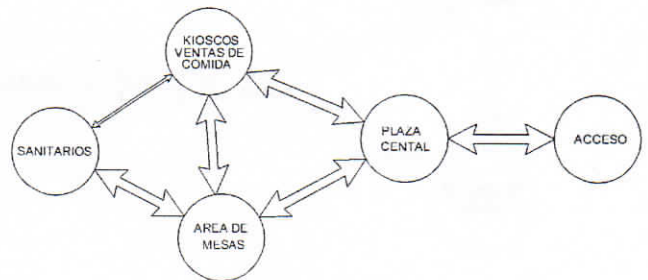 KIOSCOS
VENTAS DE
COMIDA
SANITARIOS
PLAZA
CENTAL
ACCESO
AREA DE
MESAS